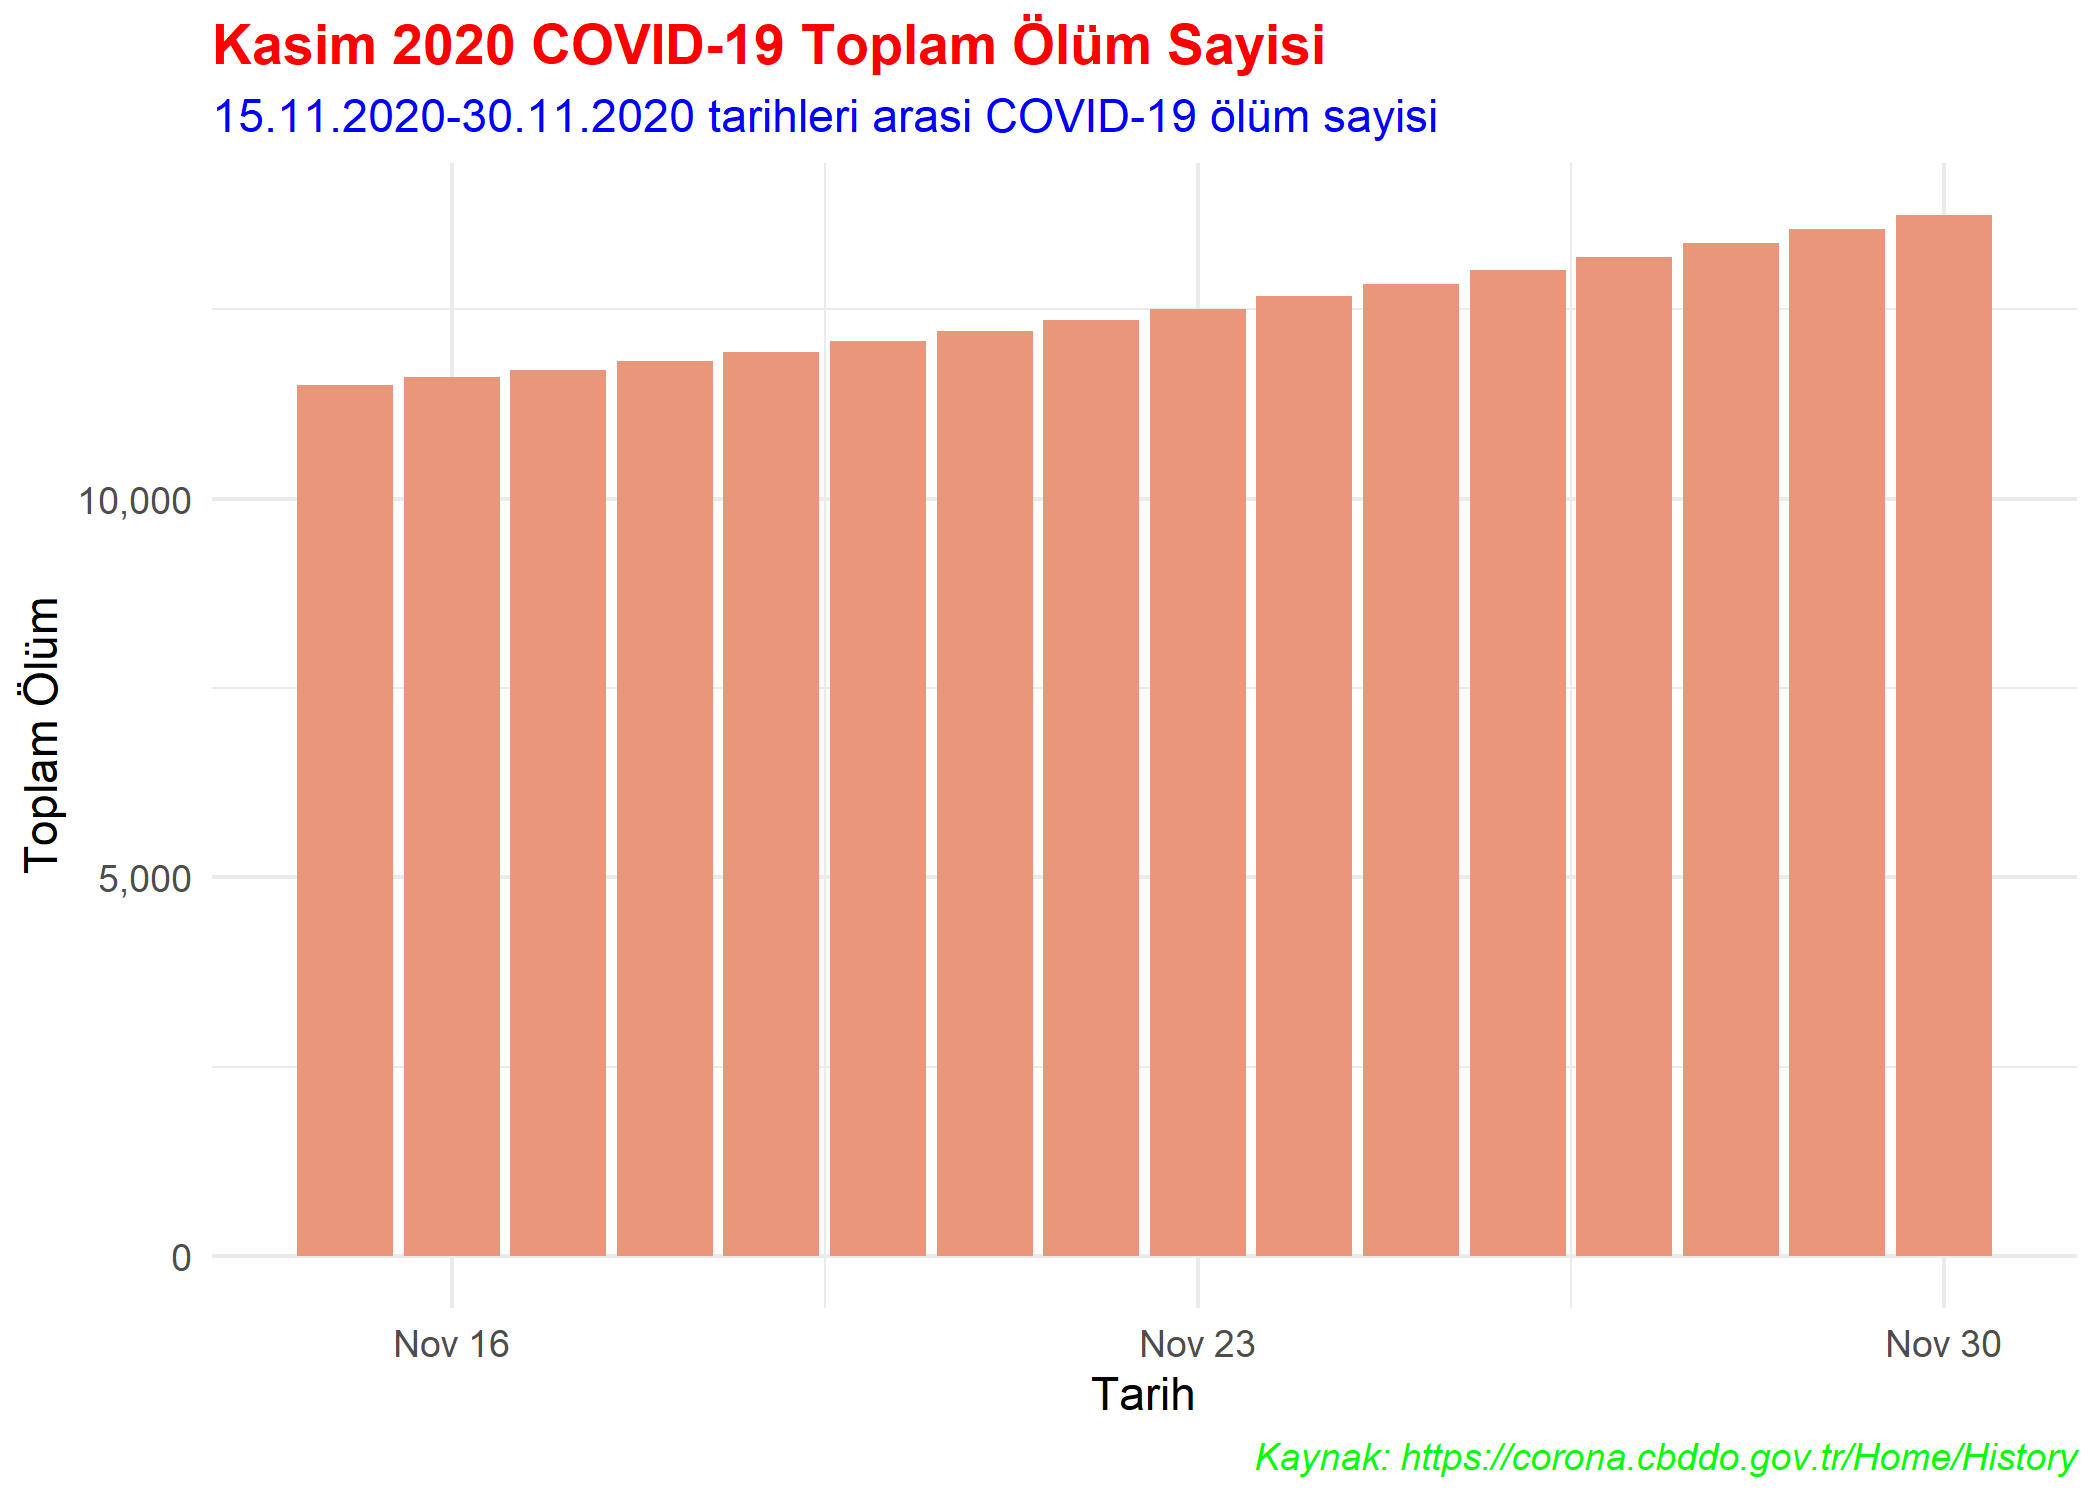 Kasim 2020 COVID-19 Toplam Ölüm Sayisi
15.11.2020-30.11.2020 tarihleri arasi COVID-19 ölüm sayisi
Toplam Ölüm
10,000
5,000
0
Nov 16
Nov 23
Nov 30
Tarih
Kaynak: https://corona.cbddo.gov.tr/Home/History